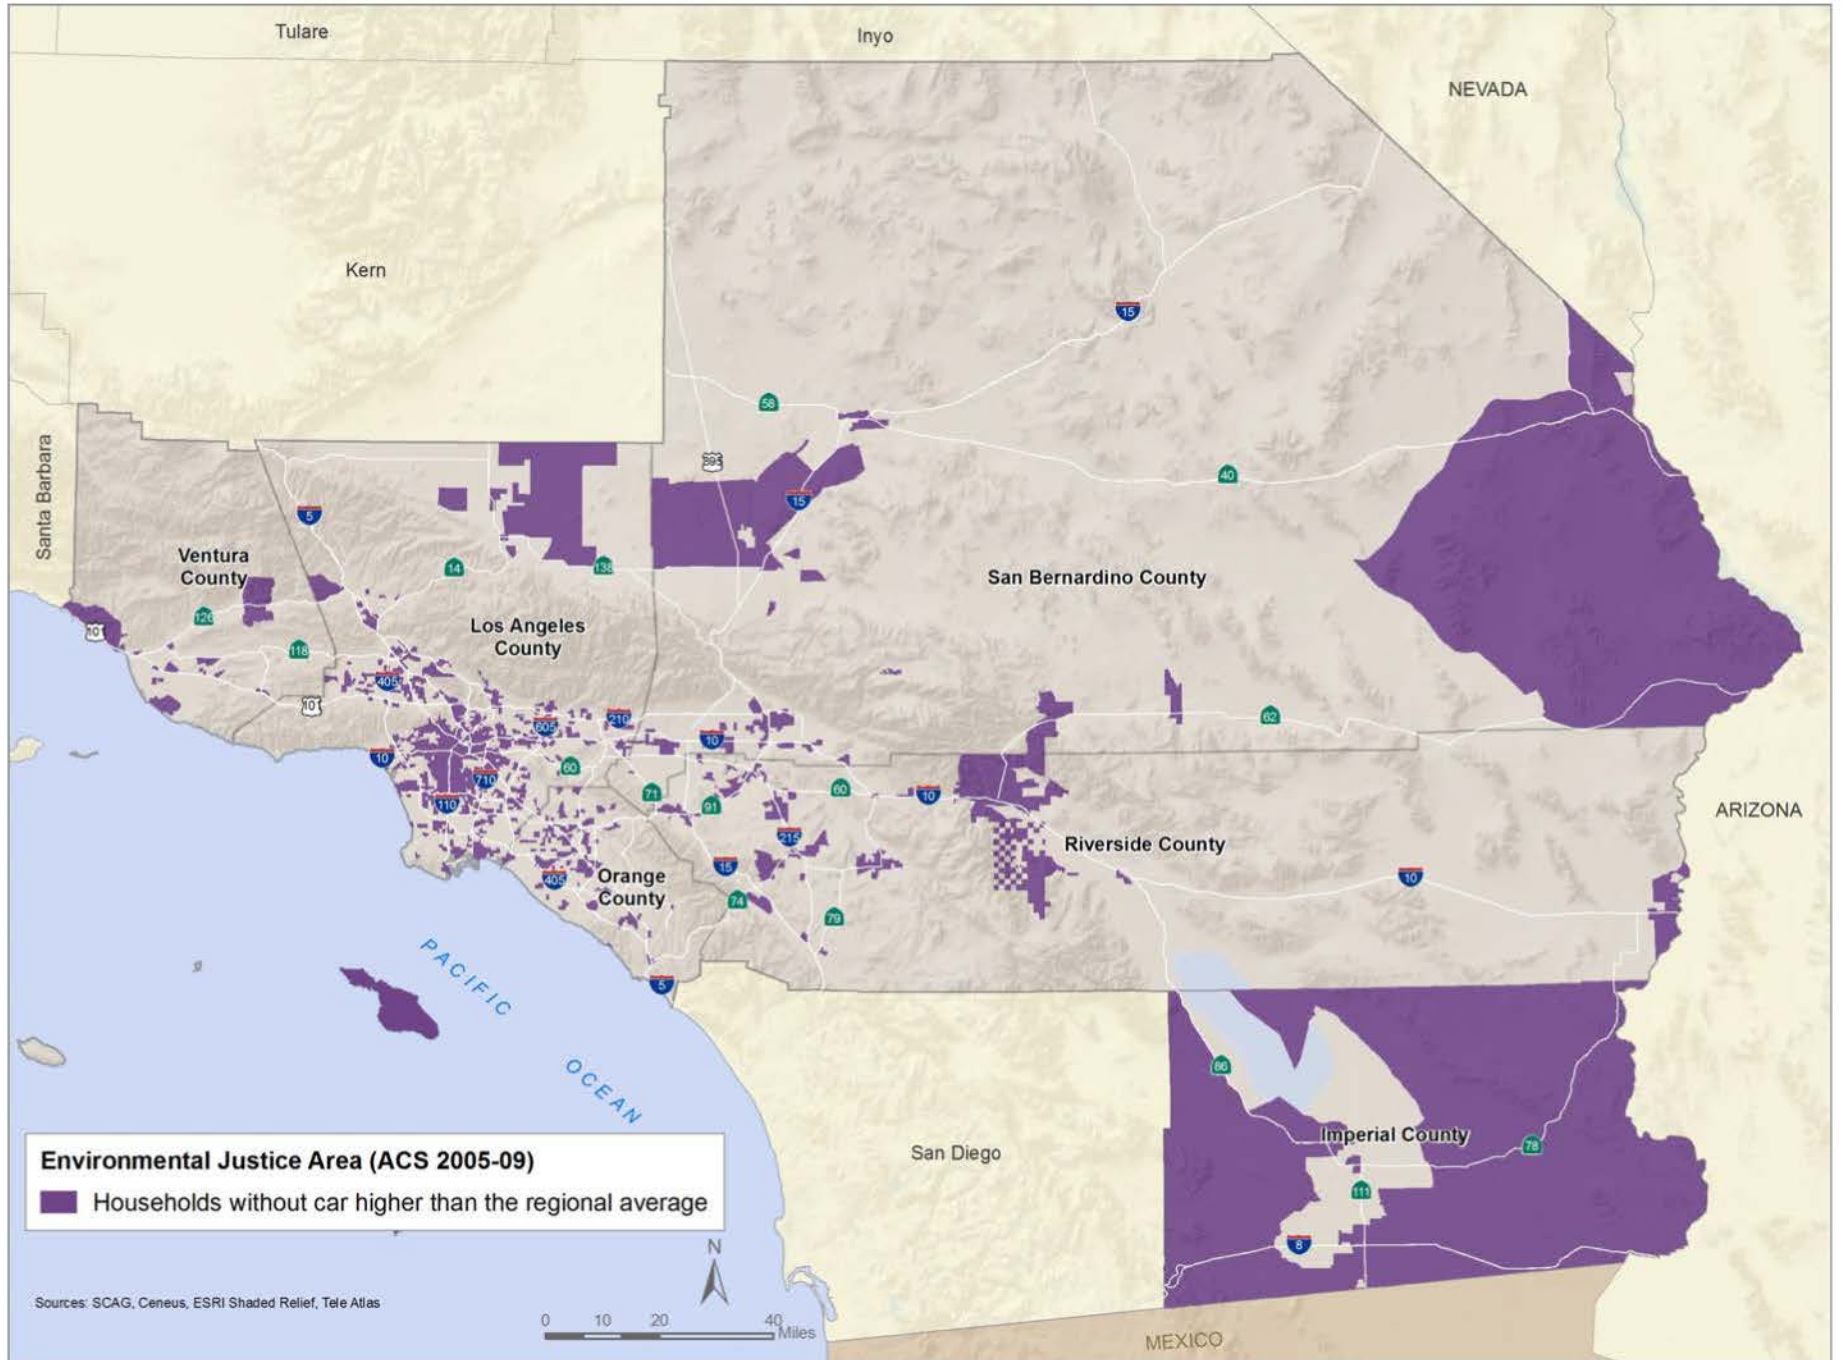 Tulare
Inyo
NEVADA
Kern
15
58
395
40
Santa Barbara
5
15
Ventura
County
14
138
San Bernardino County
126
Los Angeles
County
101
118
405
101
605
210
62
10
10
60
710
71
60
10
110
91
ARIZONA
215
Riverside County
15
10
405
Orange
County
74
79
PACIFIC
5
OCEAN
86
Imperial County
78
San Diego
111
8
Environmental Justice Area (ACS 2005-09)
Households without car higher than the regional average
N
Sources: SCAG, Ceneus, ESRI Shaded Relief, Tele Atlas
0 10 20 40 Miles
MEXICO